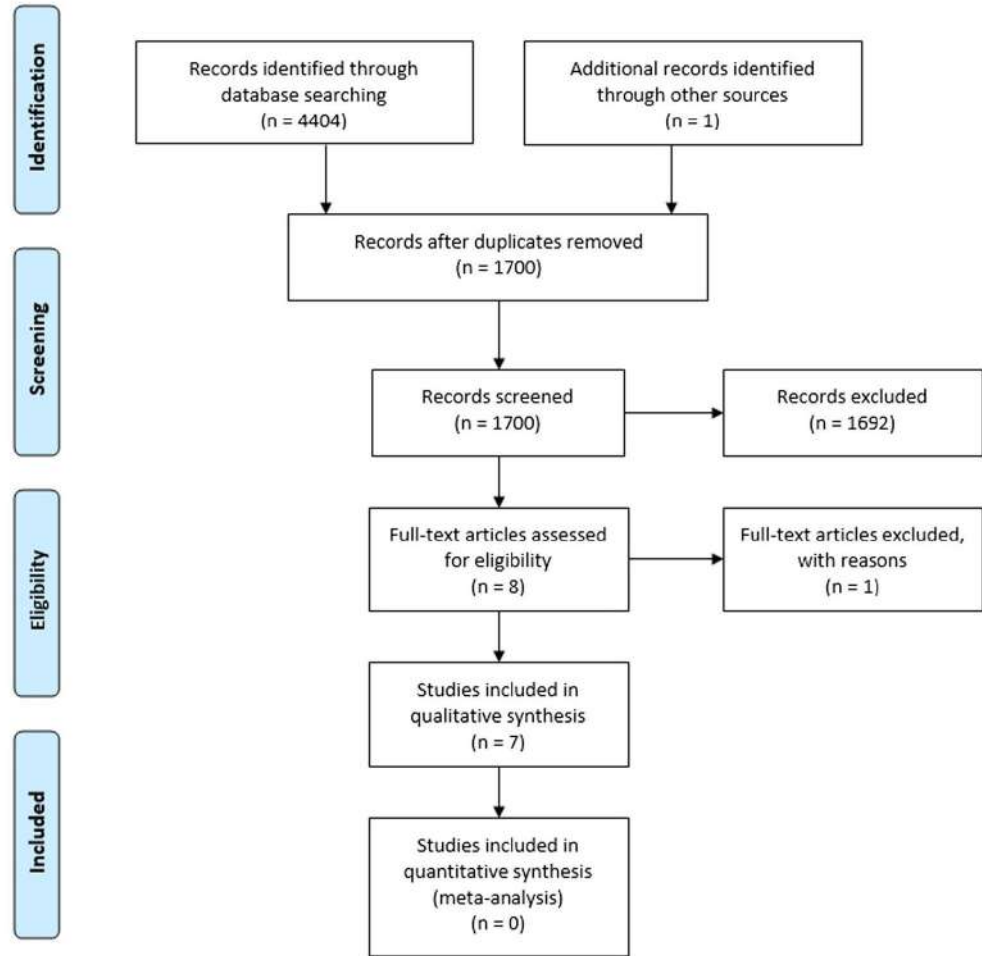 Identification
Records identified through
database searching
(n = 4404)
Additional records identified
through other sources
(n = 1)
Records after duplicates removed
(n = 1700)
Screening
Records screened
(n = 1700)
Records excluded
(n = 1692)
Eligibility
Full-text articles assessed
for eligibility
(n = 8)
Full-text articles excluded,
with reasons
(n = 1)
Studies included in
qualitative synthesis
(n = 7)
Included
Studies included in
quantitative synthesis
(meta-analysis)
(n = 0)